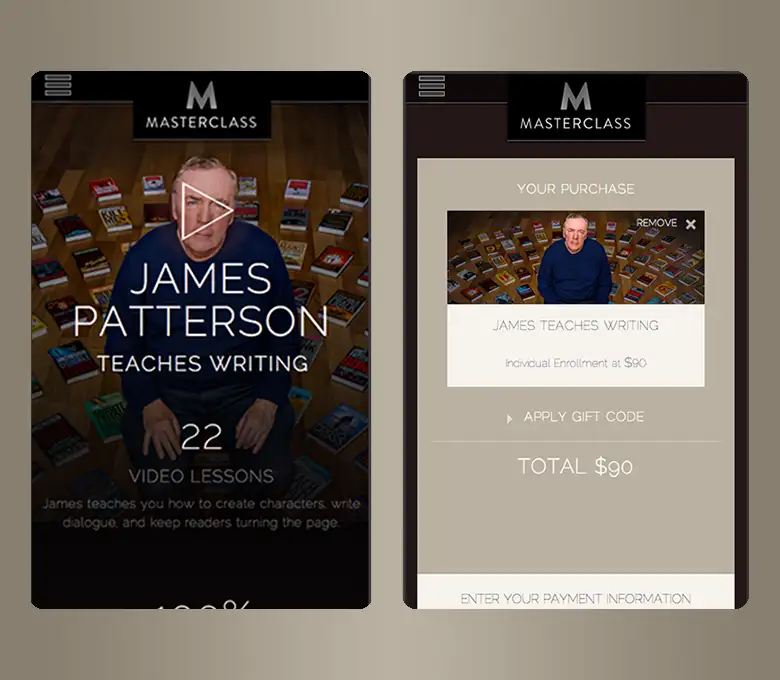 M
MASTERCLASS
JAMES
PATTERSON
TEACHES WRITING
22
VIDEO LESSONS
James teaches you how to create characters, write
dialogue, and keep readers turning the page.
100%
M
MASTERCLASS
YOUR PURCHASE
REMOVE
JAMES TEACHES WRITING
Individual Enrollment at $90
APPLY GIFT CODE
TOTAL $90
ENTER YOUR PAYMENT INFORMATION